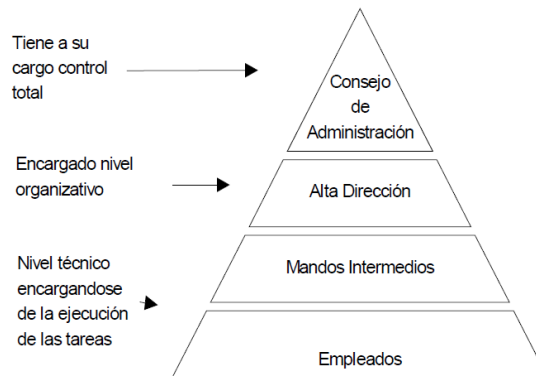 Tiene a su
cargo control
total
Consejo
de
Administración
Encargado nivel
organizativo
Alta Dirección
Nivel técnico
encargandose
de la ejecución
de las tareas
Mandos Intermedios
Empleados